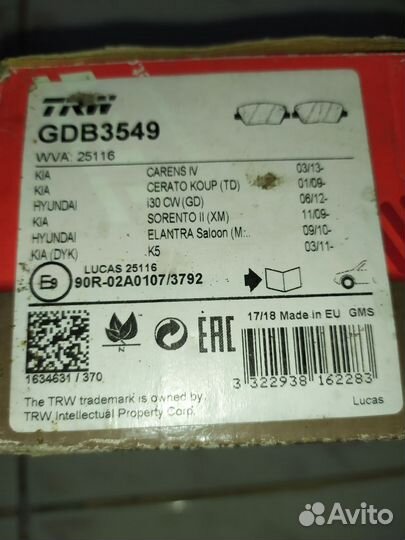 TRW
GDB3549
WVA: 25116
KIA CARENS IV 03/13-
KIA CERATO KOUP (TD) 01/09-
HYUNDAI i30 CW (GD) 06/12-
KIA SORENTO II (XM) 11/09-
HYUNDAI ELANTRA Saloon (M... 09/10-
KIA (DYK) K5 03/11-
LUCAS 25116
E9 90R-02A0107/3792
17/18 Made in EU GMS
N
EAC
1634631 / 370
3 322938 162283
The TRW trademark is owned by
TRW Intellectual Property Corp.
Lucas
Avito